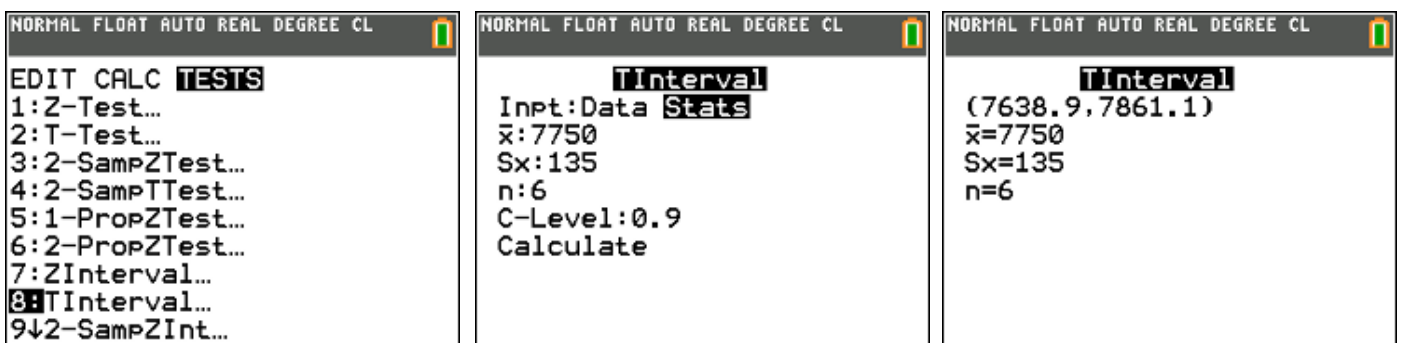 NORMAL FLOAT AUTO REAL DEGREE CL
EDIT CALC TESTS
1:Z-Test…
2:T-Test…
3:2-SampZTest…
4:2-SampTTest…
5:1-PropZTest…
6:2-PropZTest…
7:ZInterval…
8:TInterval…
9↓2-SampZInt…
NORMAL FLOAT AUTO REAL DEGREE CL
TInterval
Inpt:Data Stats
x̄:7750
Sx:135
n:6
C-Level:0.9
Calculate
NORMAL FLOAT AUTO REAL DEGREE CL
TInterval
(7638.9,7861.1)
x̄=7750
Sx=135
n=6